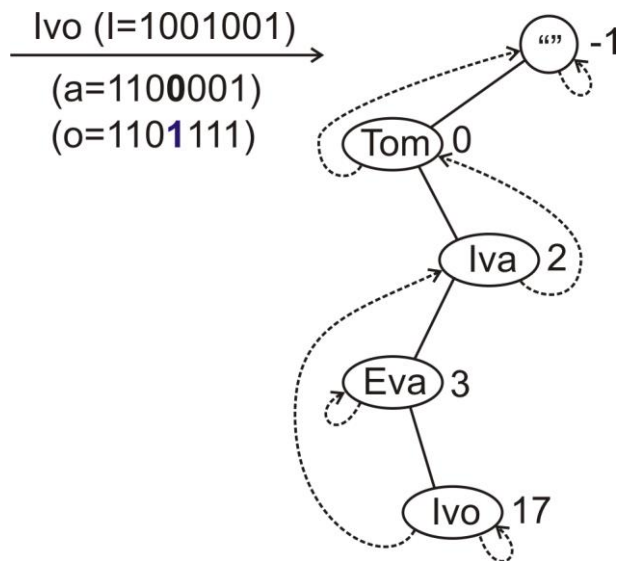 Ivo (I=1001001)
(a=1100001)
(o=1101111)
“” -1
Tom 0
Iva 2
Eva 3
Ivo 17